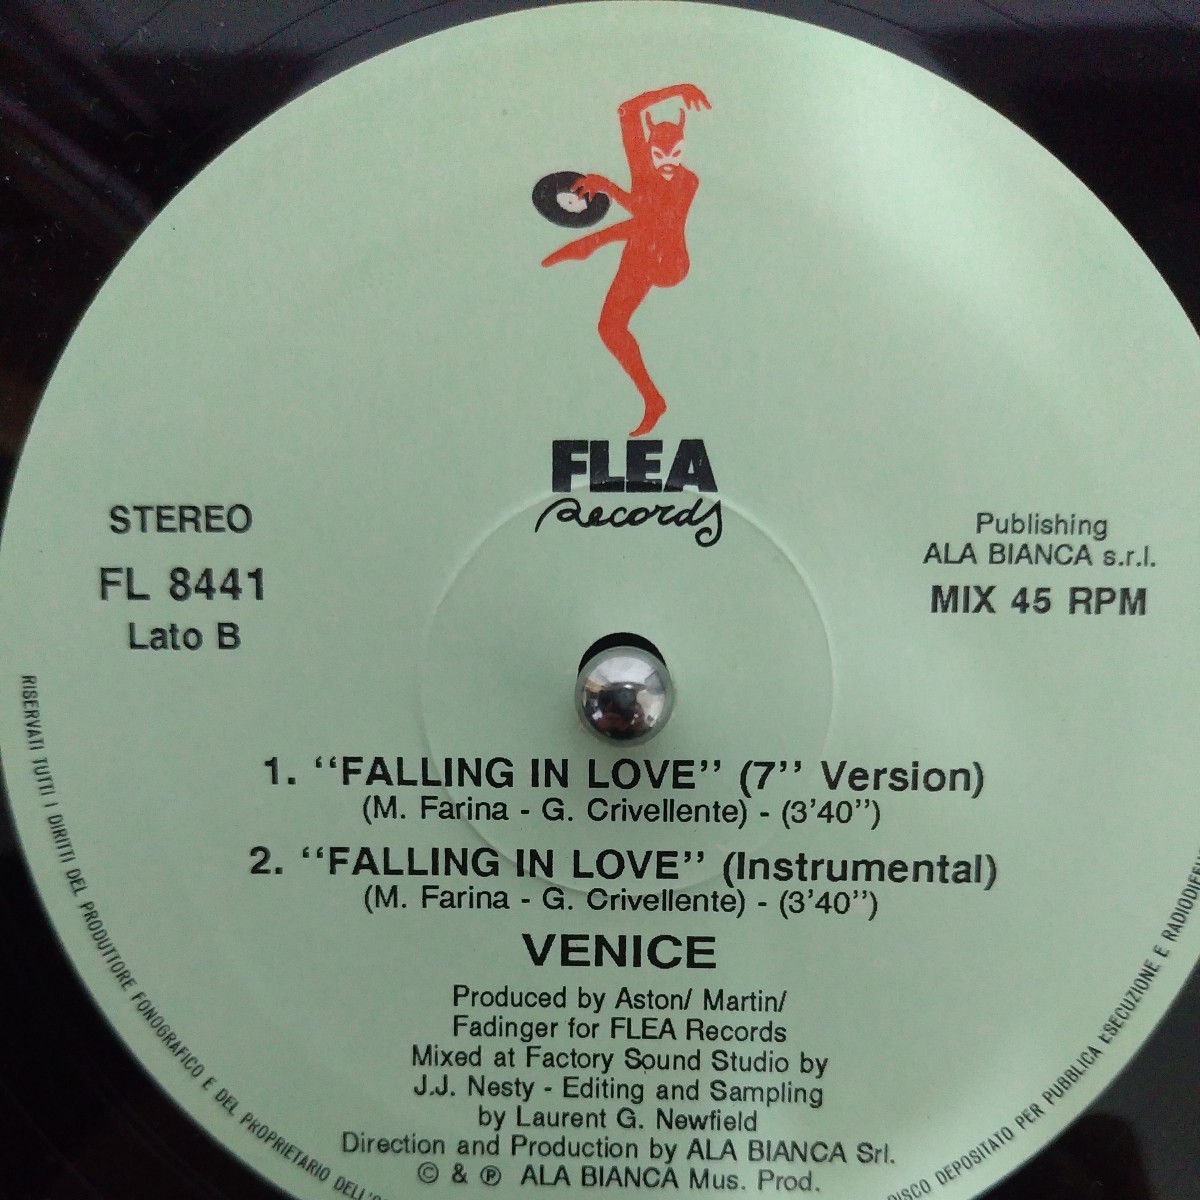 FLEA
Records
STEREO
FL 8441
Lato B
Publishing
ALA BIANCA s.r.l.
MIX 45 RPM
1. “FALLING IN LOVE” (7’’ Version)
(M. Farina - G. Crivellente) - (3’40”)
2. “FALLING IN LOVE” (Instrumental)
(M. Farina - G. Crivellente) - (3’40”)
VENICE
Produced by Aston/ Martin/
Fadinger for FLEA Records
Mixed at Factory Sound Studio by
J.J. Nesty - Editing and Sampling
by Laurent G. Newfield
Direction and Production by ALA BIANCA Srl.
© & ℗ ALA BIANCA Mus. Prod.
RISERVATI TUTTI I DIRITTI DEL PRODUTTORE FONOGRAFICO E DEL PROPRIETARIO
DISCO DEPOSITATO PER PUBBLICA ESECUZIONE E